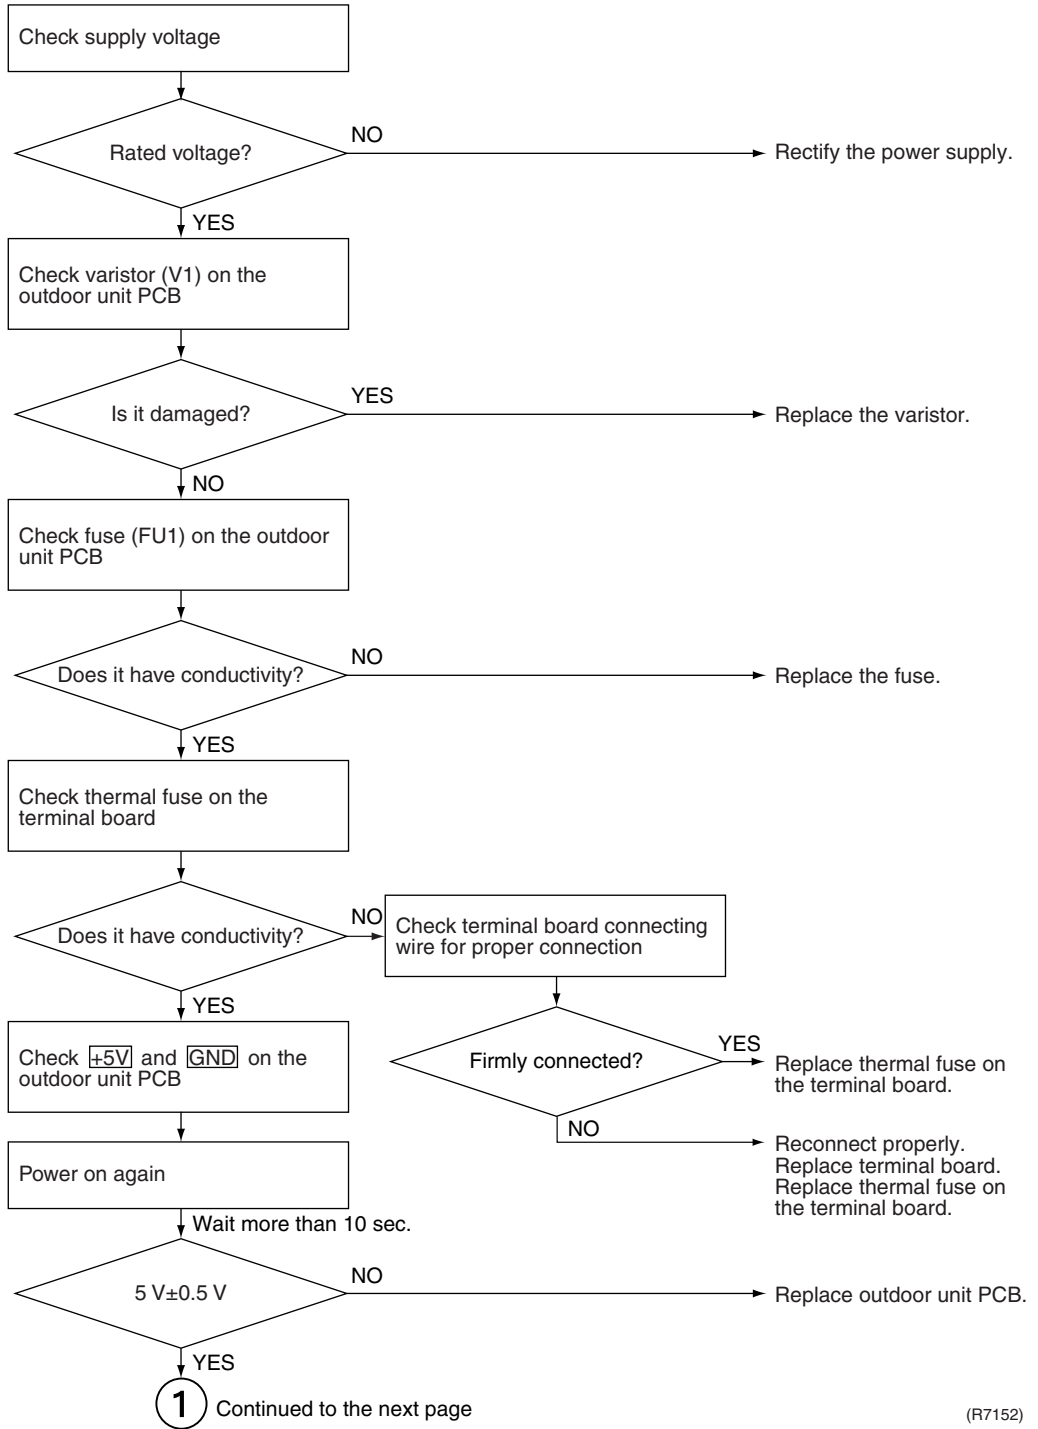 Check supply voltage
Rated voltage?
NO
Rectify the power supply.
YES
Check varistor (V1) on the
outdoor unit PCB
Is it damaged?
YES
Replace the varistor.
NO
Check fuse (FU1) on the outdoor
unit PCB
Does it have conductivity?
NO
Replace the fuse.
YES
Check thermal fuse on the
terminal board
Does it have conductivity?
NO
Check terminal board connecting
wire for proper connection
Firmly connected?
YES
Replace thermal fuse on
the terminal board.
NO
Reconnect properly.
Replace terminal board.
Replace thermal fuse on
the terminal board.
YES
Check +5V and GND on the
outdoor unit PCB
Power on again
Wait more than 10 sec.
5 V±0.5 V
NO
Replace outdoor unit PCB.
YES
1 Continued to the next page
(R7152)